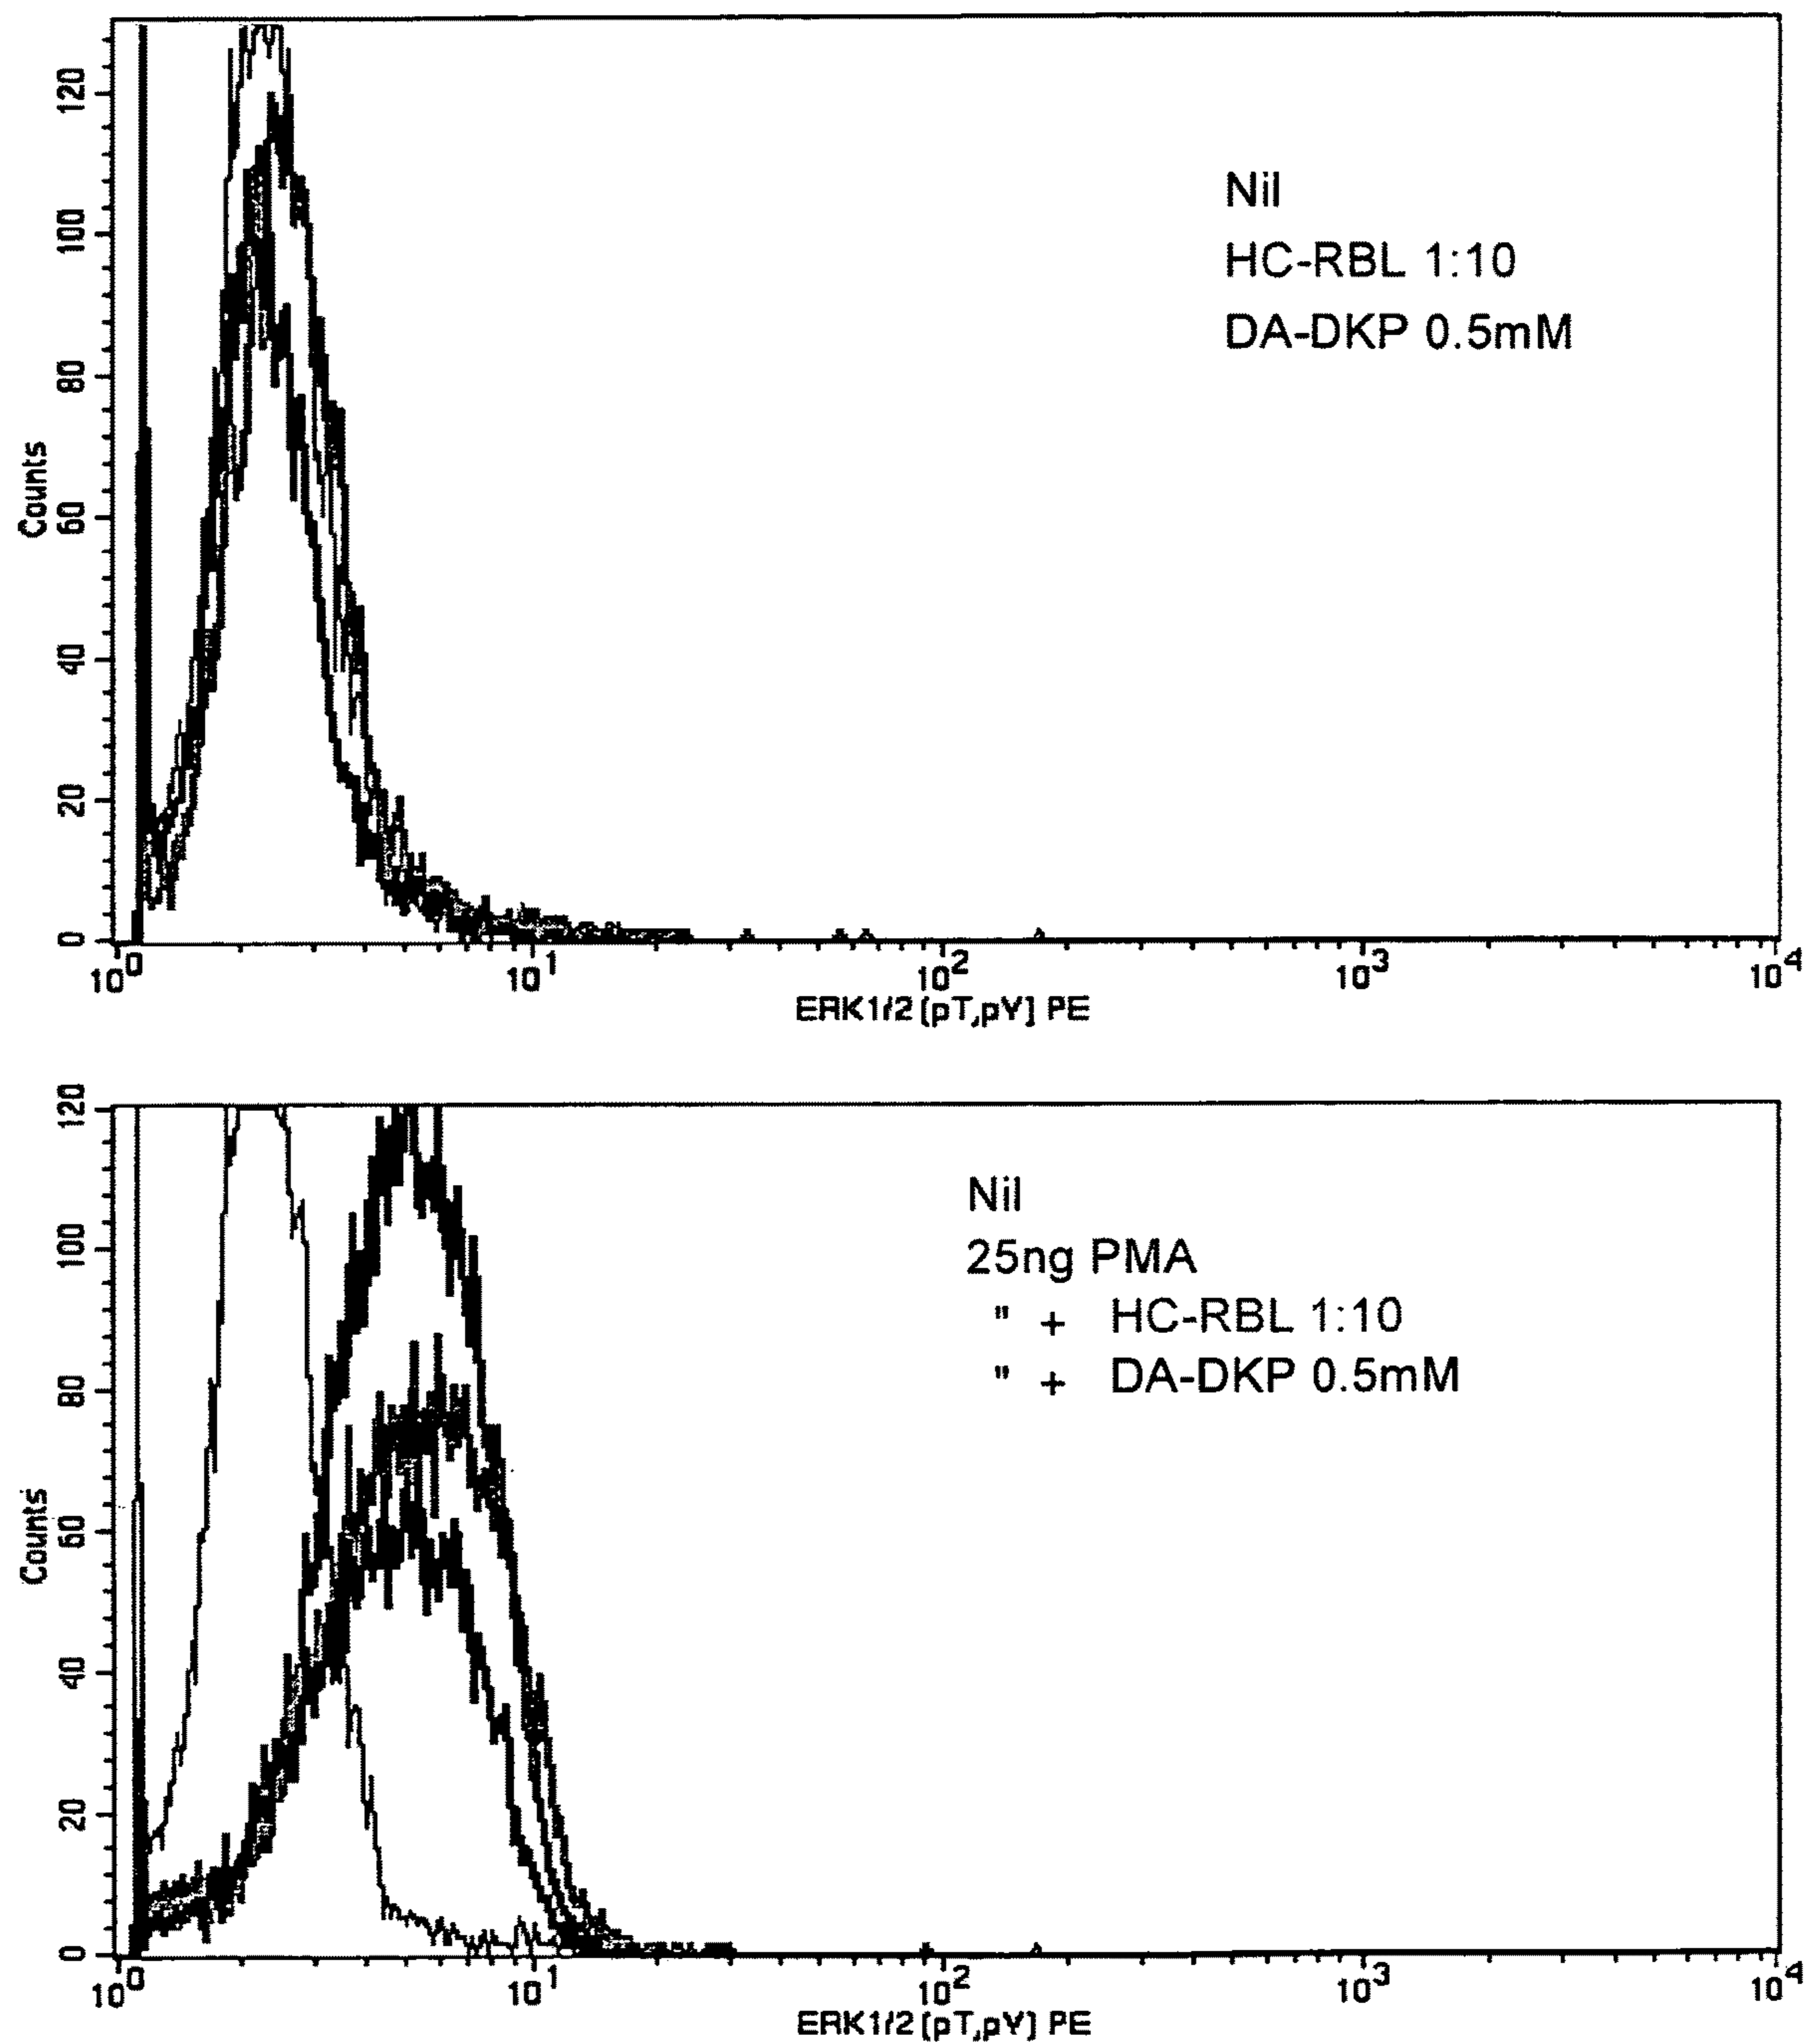 120
100
80
60
40
20
0
Counts
Nil
HC-RBL 1:10
DA-DKP 0.5mM
10^0 10^1 10^2 10^3 10^4
ERK1/2 [pT,pY] PE
120
100
80
60
40
20
0
Counts
Nil
25ng PMA
" + HC-RBL 1:10
" + DA-DKP 0.5mM
10^0 10^1 10^2 10^3 10^4
ERK1/2 [pT,pY] PE